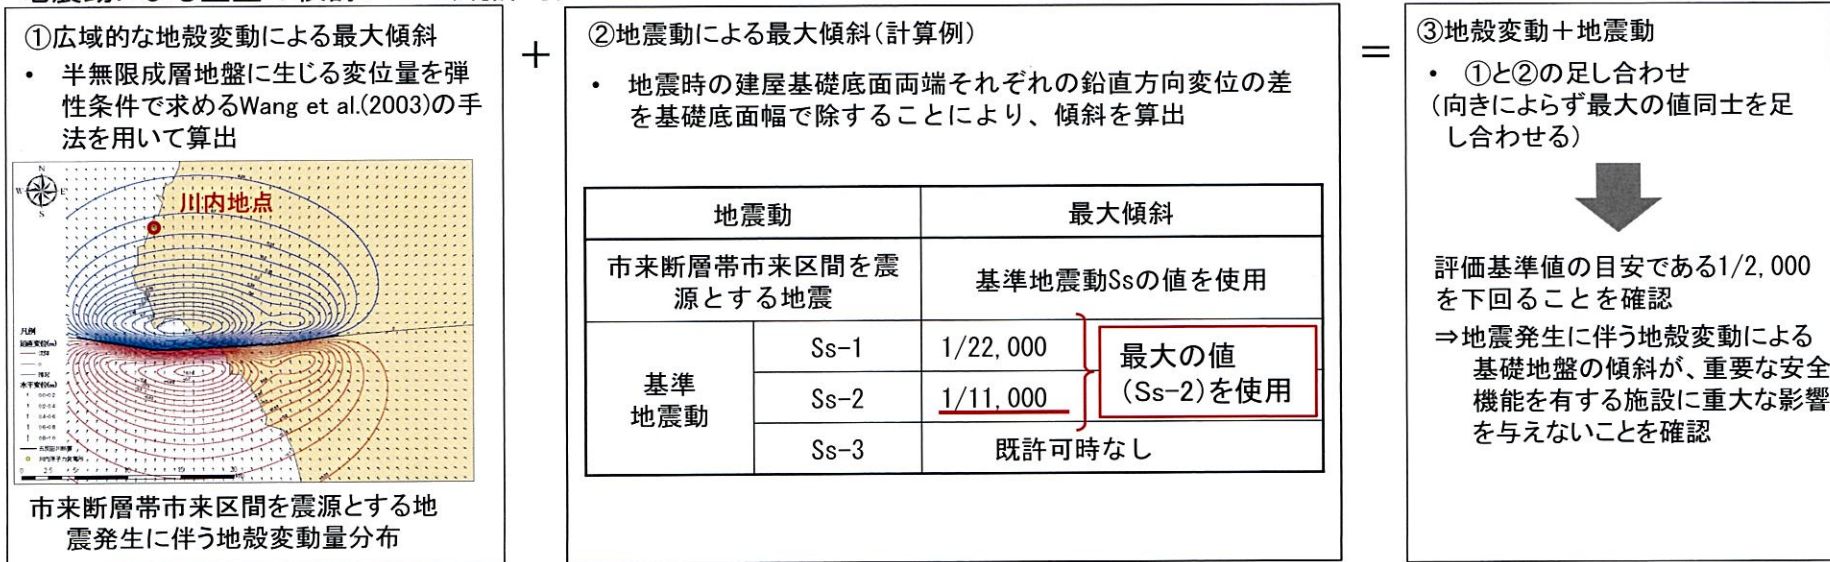 ①広域的な地殻変動による最大傾斜
• 半無限成層地盤に生じる変位量を弾
性条件で求めるWang et al.(2003)の手
法を用いて算出
N
W
E
S
川内地点
凡例
水平変位(m)
市来断層帯市来区間を震源とする地
震発生に伴う地殻変動量分布
＋
②地震動による最大傾斜(計算例)
• 地震時の建屋基礎底面両端それぞれの鉛直方向変位の差
を基礎底面幅で除することにより、傾斜を算出
地震動 最大傾斜
市来断層帯市来区間を震
源とする地震
基準地震動Ssの値を使用
基準
地震動
Ss-1 1/22,000
Ss-2 1/11,000
Ss-3 既許可時なし
最大の値
(Ss-2)を使用
＝
③地殻変動＋地震動
• ①と②の足し合わせ
(向きによらず最大の値同士を足
し合わせる)
評価基準値の目安である1/2,000
を下回ることを確認
⇒地震発生に伴う地殻変動による
基礎地盤の傾斜が、重要な安全
機能を有する施設に重大な影響
を与えないことを確認